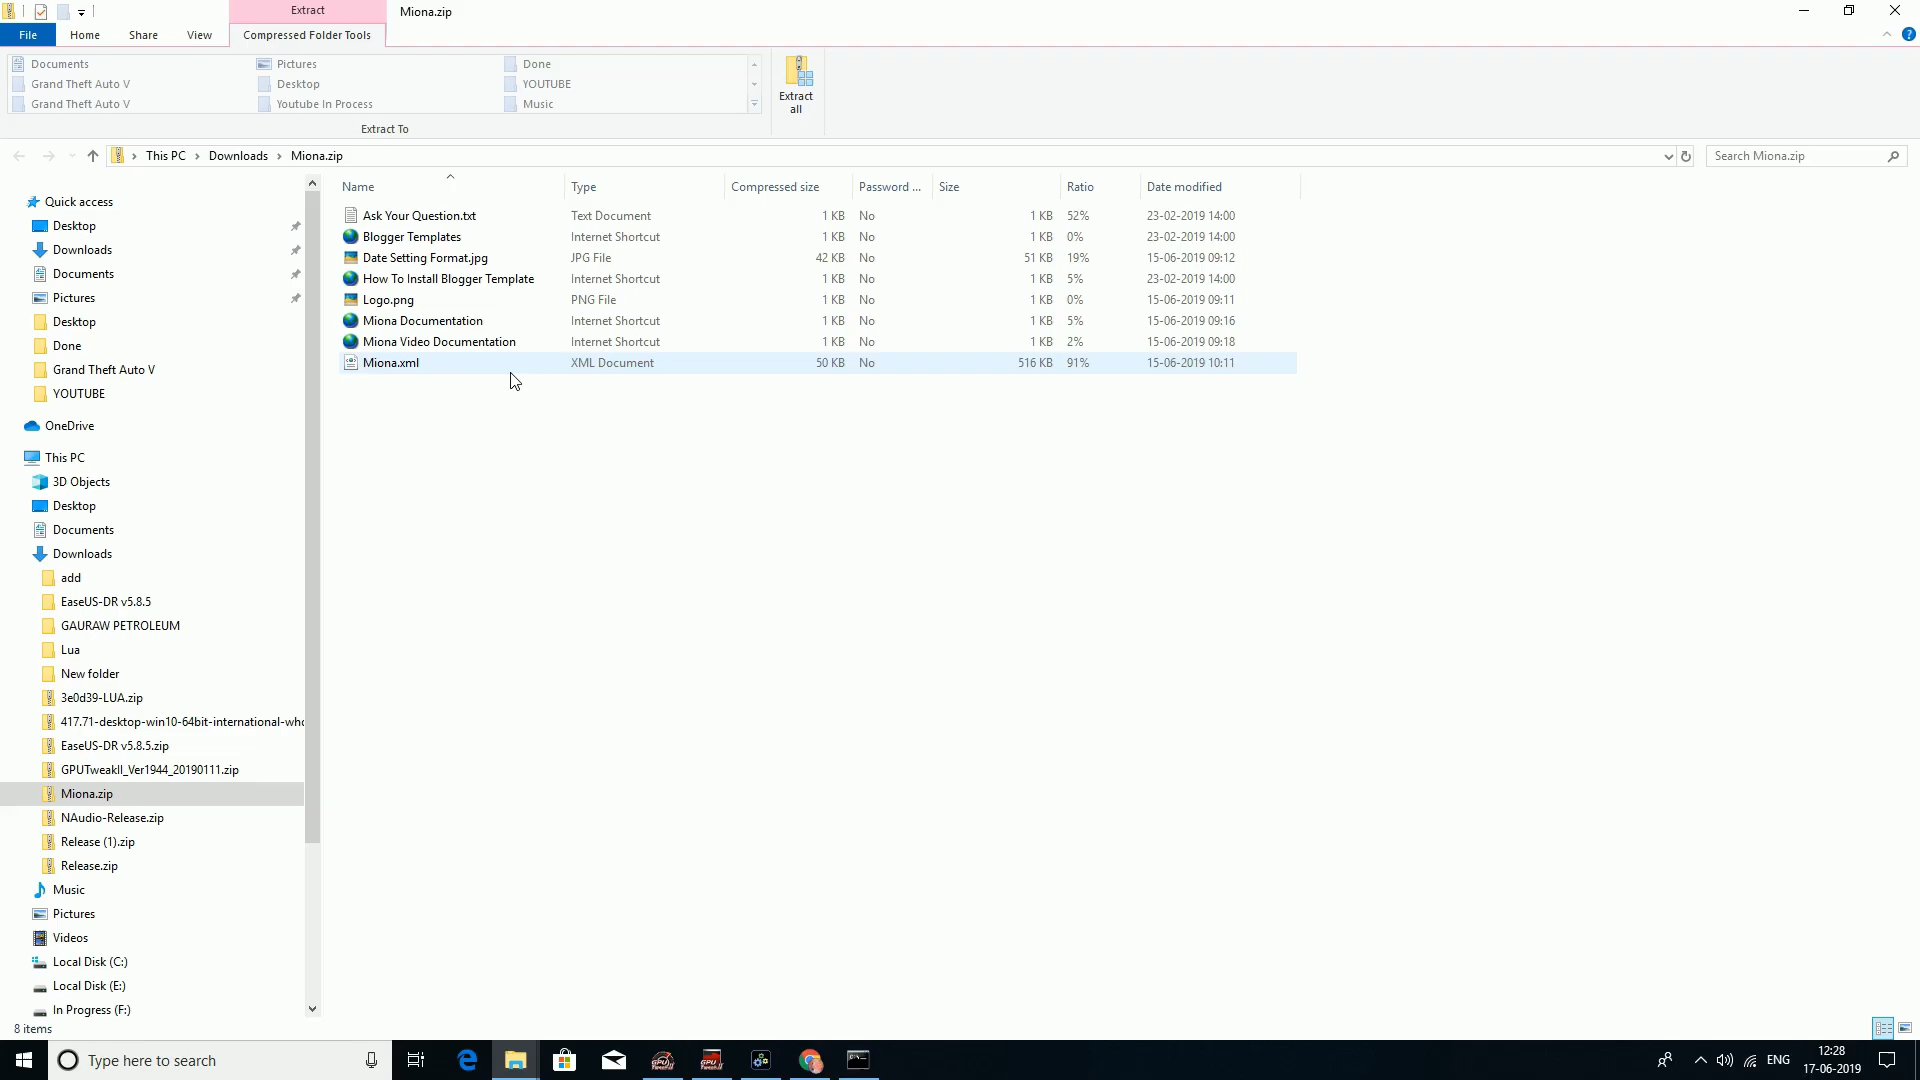 Extract
Miona.zip
File
Home
Share
View
Compressed Folder Tools
Documents
Pictures
Done
Grand Theft Auto V
Desktop
YOUTUBE
Grand Theft Auto V
Youtube In Process
Music
Extract all
Extract To
This PC > Downloads > Miona.zip
Search Miona.zip
Name Type Compressed size Password ... Size Ratio Date modified
Ask Your Question.txt Text Document 1 KB No 1 KB 52% 23-02-2019 14:00
Blogger Templates Internet Shortcut 1 KB No 1 KB 0% 23-02-2019 14:00
Date Setting Format.jpg JPG File 42 KB No 51 KB 19% 15-06-2019 09:12
How To Install Blogger Template Internet Shortcut 1 KB No 1 KB 5% 23-02-2019 14:00
Logo.png PNG File 1 KB No 1 KB 0% 15-06-2019 09:11
Miona Documentation Internet Shortcut 1 KB No 1 KB 5% 15-06-2019 09:16
Miona Video Documentation Internet Shortcut 1 KB No 1 KB 2% 15-06-2019 09:18
Miona.xml XML Document 50 KB No 516 KB 91% 15-06-2019 10:11
Quick access
Desktop
Downloads
Documents
Pictures
Desktop
Done
Grand Theft Auto V
YOUTUBE
OneDrive
This PC
3D Objects
Desktop
Documents
Downloads
add
EaseUS-DR v5.8.5
GAURAW PETROLEUM
Lua
New folder
3e0d39-LUA.zip
417.71-desktop-win10-64bit-international-wh
EaseUS-DR v5.8.5.zip
GPUTweakII_Ver1944_20190111.zip
Miona.zip
NAudio-Release.zip
Release (1).zip
Release.zip
Music
Pictures
Videos
Local Disk (C:)
Local Disk (E:)
In Progress (F:)
8 items
Type here to search
ENG
12:28
17-06-2019